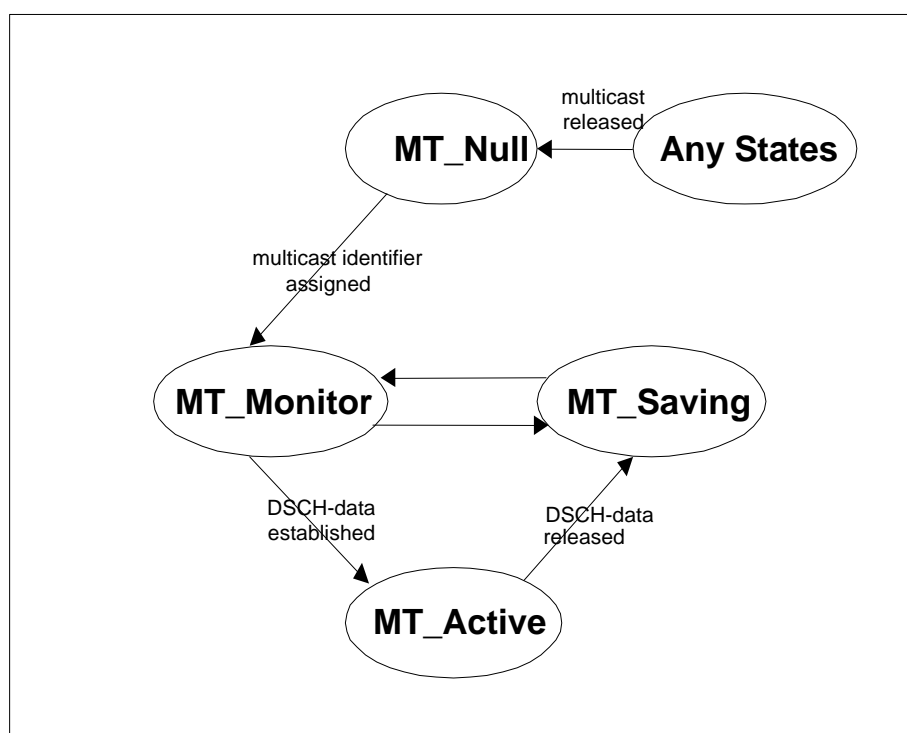 multicast
released
MT_Null
Any States
multicast identifier
assigned
MT_Monitor
MT_Saving
DSCH-data
established
DSCH-data
released
MT_Active